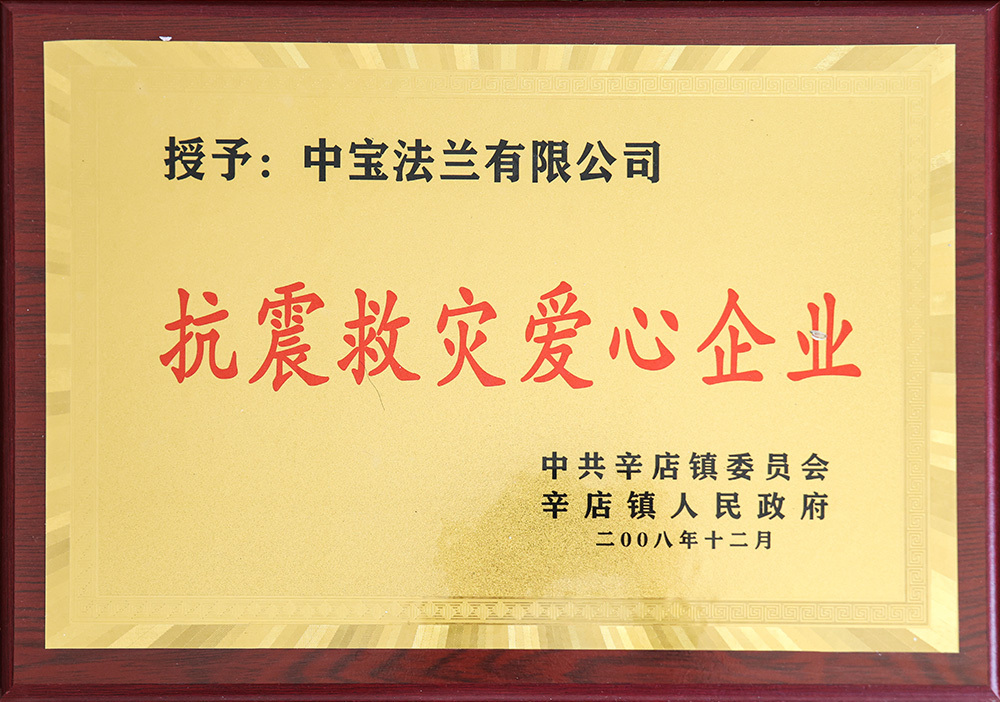 授予：中宝法兰有限公司
抗震救灾爱心企业
中共辛店镇委员会
辛店镇人民政府
二00八年十二月